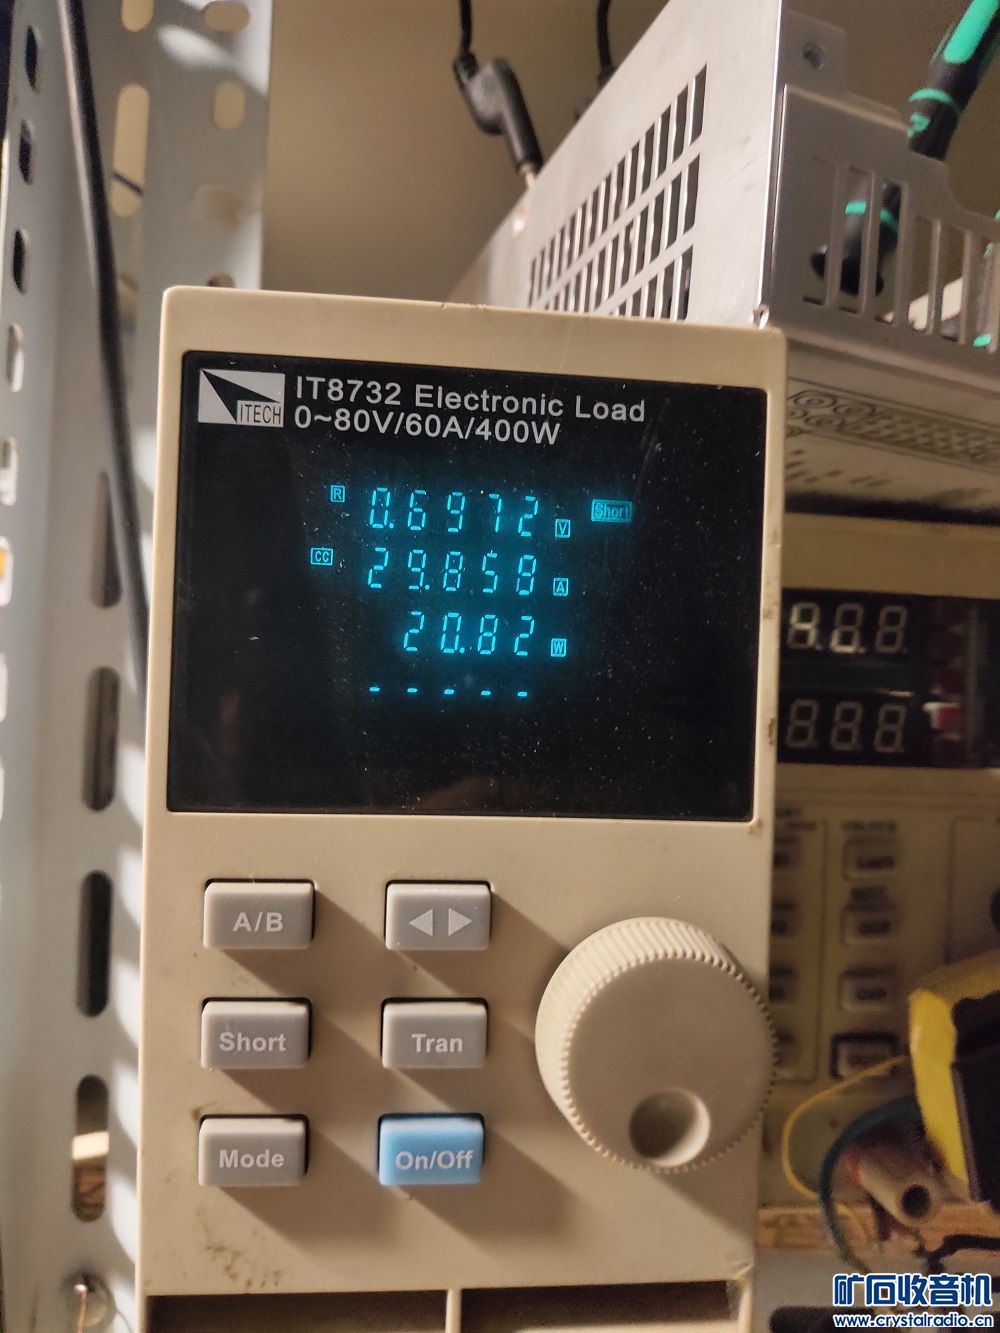 ITECH
IT8732 Electronic Load
0~80V/60A/400W
R 0.6972 V Short
CC 29.858 A
20.82 W
- - - - -
A/B
Short
Tran
Mode
On/Off
矿石收音机
www.crystalradio.cn